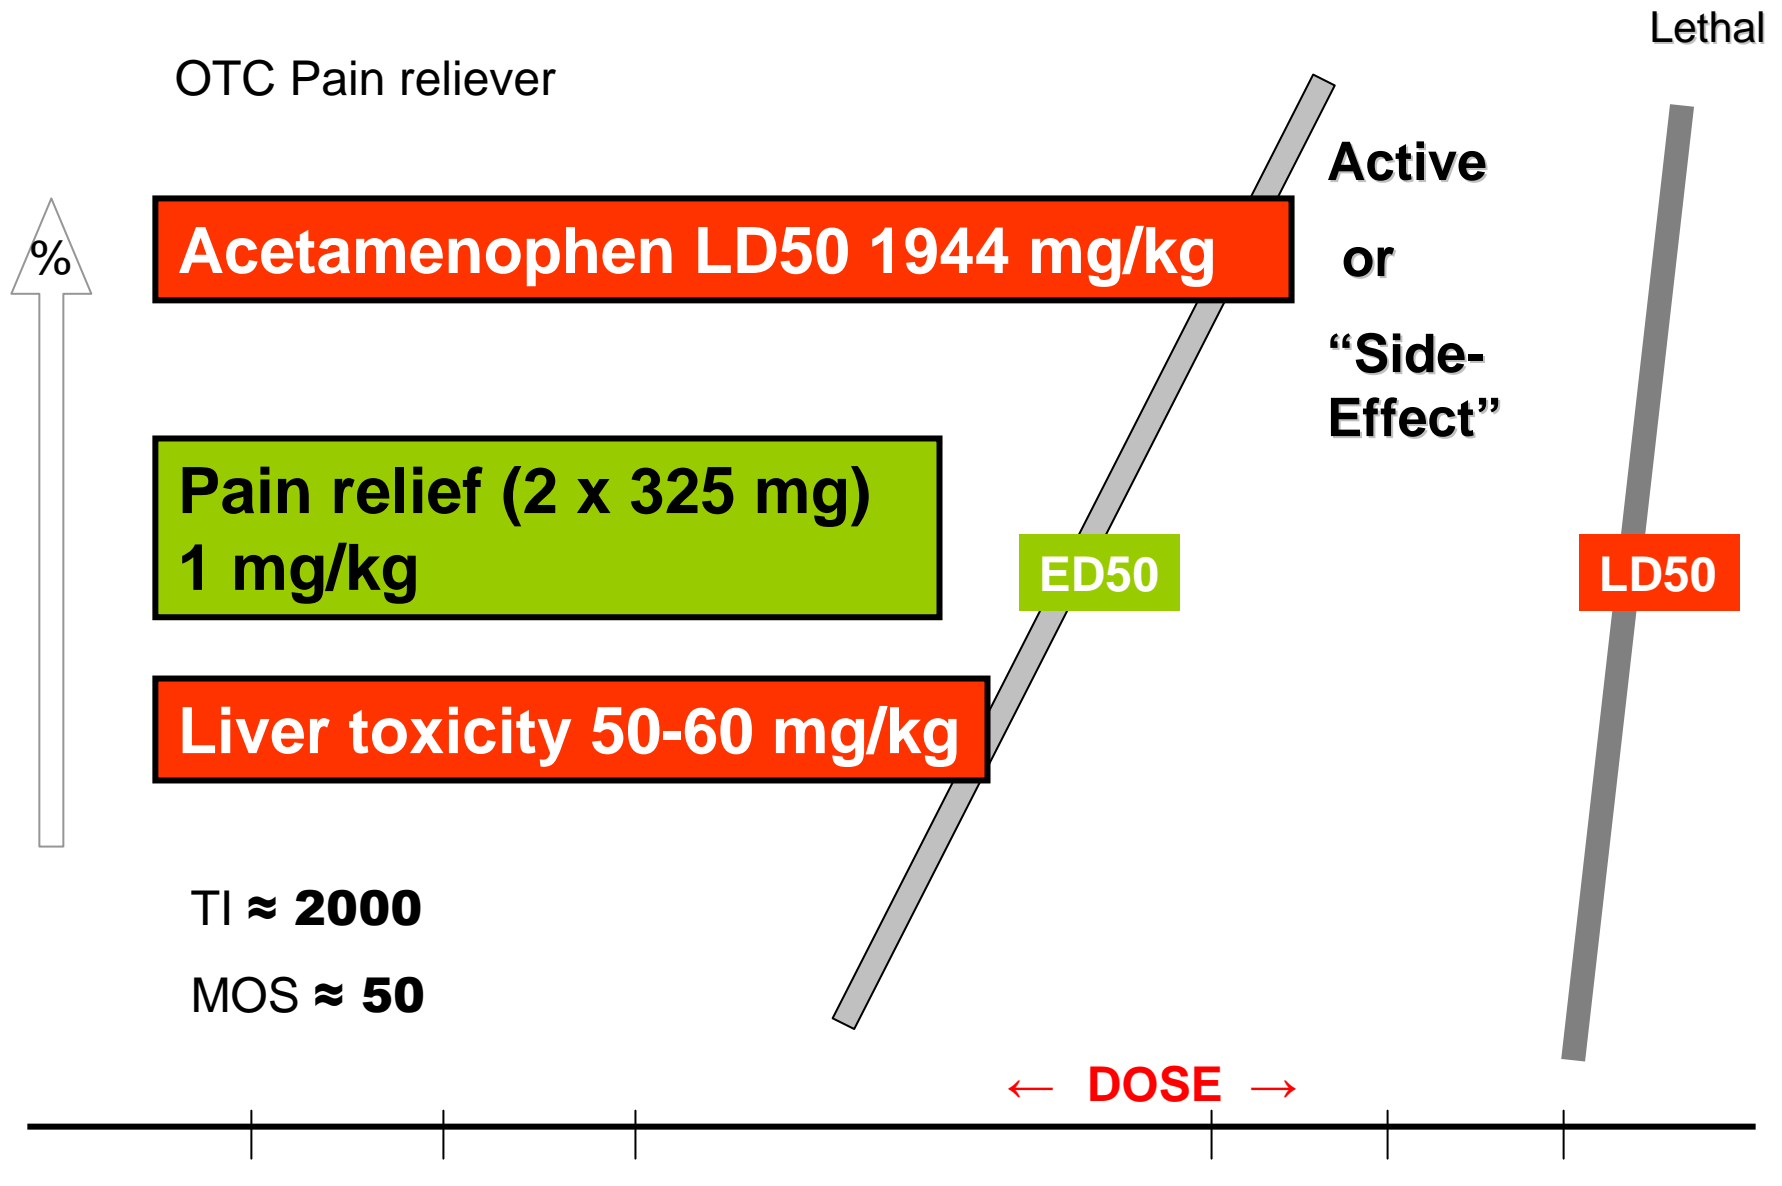 Lethal
OTC Pain reliever
Active
or
“Side-
Effect”
%
Acetamenophen LD50 1944 mg/kg
Pain relief (2 x 325 mg)
1 mg/kg
ED50
LD50
Liver toxicity 50-60 mg/kg
TI ≈ 2000
MOS ≈ 50
← DOSE →